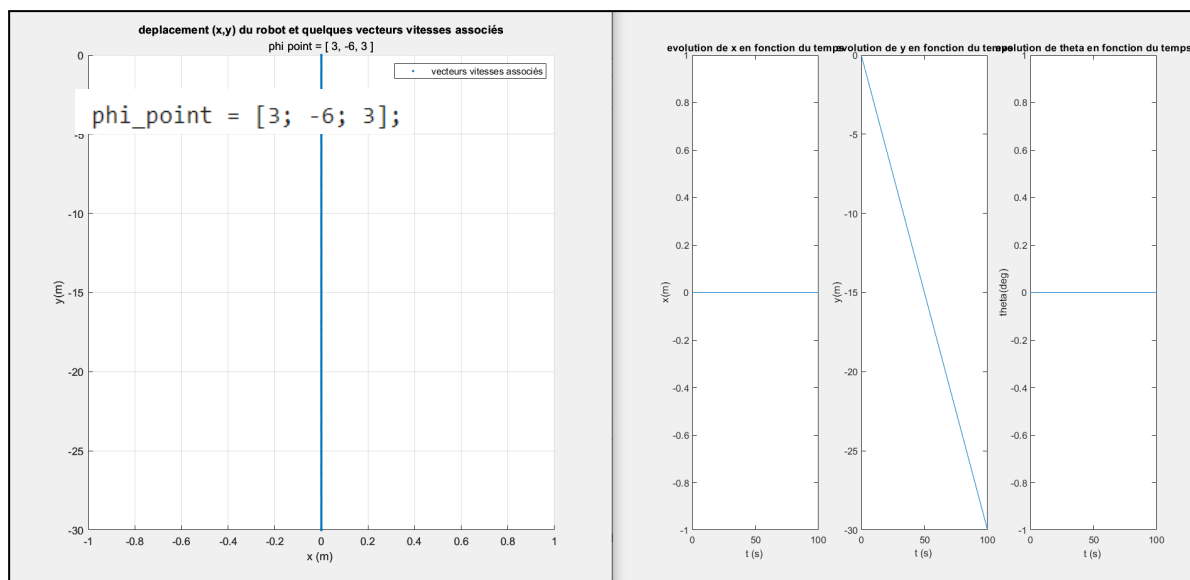 deplacement (x,y) du robot et quelques vecteurs vitesses associés
phi point = [ 3, -6, 3 ]
vecteurs vitesses associés
phi_point = [3; -6; 3];
0
-5
-10
-15
-20
-25
-30
y(m)
-1 -0.8 -0.6 -0.4 -0.2 0 0.2 0.4 0.6 0.8 1
x (m)
evolution de x en fonction du temps
1
0.8
0.6
0.4
0.2
0
-0.2
-0.4
-0.6
-0.8
-1
x(m)
0 50 100
t (s)
evolution de y en fonction du temps
0
-5
-10
-15
-20
-25
-30
y(m)
0 50 100
t (s)
evolution de theta en fonction du temps
1
0.8
0.6
0.4
0.2
0
-0.2
-0.4
-0.6
-0.8
-1
theta(deg)
0 50 100
t (s)